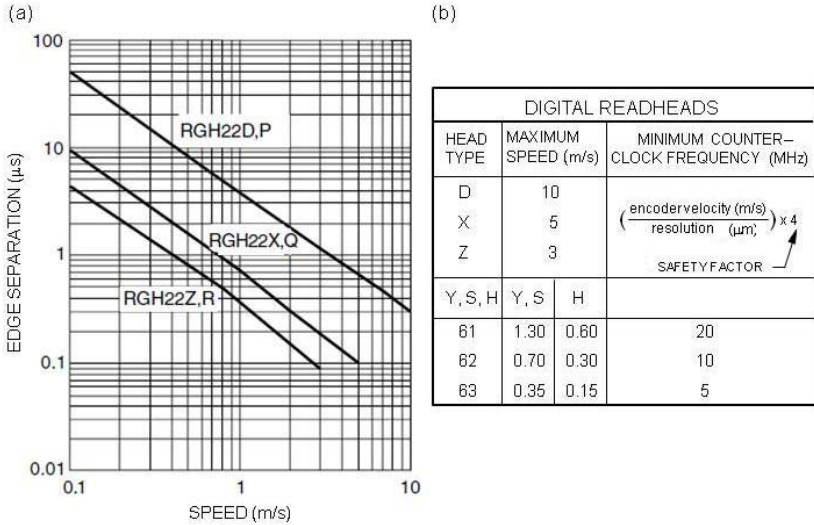 (a)
100
10
1
0.1
0.01
EDGE SEPARATION (µs)
RGH22D,P
RGH22X,Q
RGH22Z,R
0.1 1 10
SPEED (m/s)
(b)
DIGITAL READHEADS
HEAD TYPE
MAXIMUM SPEED (m/s)
MINIMUM COUNTER–
CLOCK FREQUENCY (MHz)
D 10
X 5
Z 3
(encoder velocity (m/s)
resolution (µm;) x 4
SAFETY FACTOR
Y, S, H Y, S H
61 1.30 0.60 20
62 0.70 0.30 10
63 0.35 0.15 5